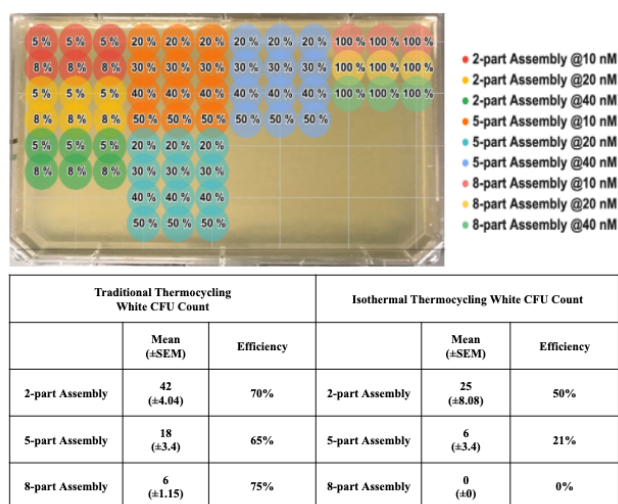 5 % 5 % 5 % 20 % 20 % 20 % 20 % 20 % 20 % 100 % 100 % 100 %
8 % 8 % 8 % 30 % 30 % 30 % 30 % 30 % 30 % 100 % 100 % 100 %
5 % 5 % 5 % 40 % 40 % 40 % 40 % 40 % 40 % 100 % 100 % 100 %
8 % 8 % 8 % 50 % 50 % 50 % 50 % 50 % 50 %
5 % 5 % 5 % 20 % 20 % 20 %
8 % 8 % 8 % 30 % 30 % 30 %
40 % 40 % 40 %
50 % 50 % 50 %
2-part Assembly @10 nM
2-part Assembly @20 nM
2-part Assembly @40 nM
5-part Assembly @10 nM
5-part Assembly @20 nM
5-part Assembly @40 nM
8-part Assembly @10 nM
8-part Assembly @20 nM
8-part Assembly @40 nM
Traditional Thermocycling
White CFU Count
Isothermal Thermocycling White CFU Count
Mean
(±SEM)
Efficiency
Mean
(±SEM)
Efficiency
2-part Assembly
42
(±4.04)
70%
2-part Assembly
25
(±8.08)
50%
5-part Assembly
18
(±3.4)
65%
5-part Assembly
6
(±3.4)
21%
8-part Assembly
6
(±1.15)
75%
8-part Assembly
0
(±0)
0%